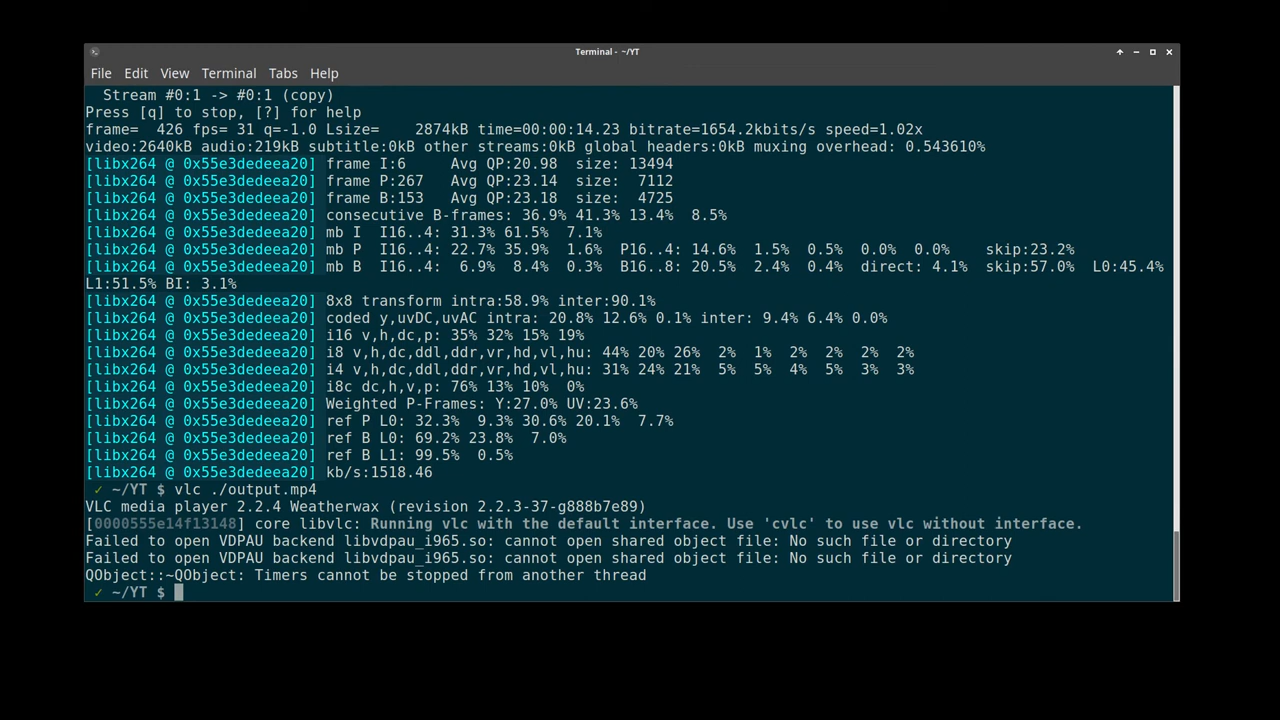 Terminal - ~/YT
File Edit View Terminal Tabs Help
Stream #0:1 -> #0:1 (copy)
Press [q] to stop, [?] for help
frame=  426 fps= 31 q=-1.0 Lsize=    2874kB time=00:00:14.23 bitrate=1654.2kbits/s speed=1.02x
video:2640kB audio:219kB subtitle:0kB other streams:0kB global headers:0kB muxing overhead: 0.543610%
[libx264 @ 0x55e3dedeea20] frame I:6     Avg QP:20.98  size: 13494
[libx264 @ 0x55e3dedeea20] frame P:267   Avg QP:23.14  size:  7112
[libx264 @ 0x55e3dedeea20] frame B:153   Avg QP:23.18  size:  4725
[libx264 @ 0x55e3dedeea20] consecutive B-frames: 36.9% 41.3% 13.4%  8.5%
[libx264 @ 0x55e3dedeea20] mb I  I16..4: 31.3% 61.5%  7.1%
[libx264 @ 0x55e3dedeea20] mb P  I16..4: 22.7% 35.9%  1.6%  P16..4: 14.6%  1.5%  0.5%  0.0%  0.0%    skip:23.2%
[libx264 @ 0x55e3dedeea20] mb B  I16..4:  6.9%  8.4%  0.3%  B16..8: 20.5%  2.4%  0.4%  direct: 4.1%  skip:57.0%  L0:45.4%
L1:51.5% BI: 3.1%
[libx264 @ 0x55e3dedeea20] 8x8 transform intra:58.9% inter:90.1%
[libx264 @ 0x55e3dedeea20] coded y,uvDC,uvAC intra: 20.8% 12.6% 0.1% inter: 9.4% 6.4% 0.0%
[libx264 @ 0x55e3dedeea20] i16 v,h,dc,p: 35% 32% 15% 19%
[libx264 @ 0x55e3dedeea20] i8 v,h,dc,ddl,ddr,vr,hd,vl,hu: 44% 20% 26%  2%  1%  2%  2%  2%  2%
[libx264 @ 0x55e3dedeea20] i4 v,h,dc,ddl,ddr,vr,hd,vl,hu: 31% 24% 21%  5%  5%  4%  5%  3%  3%
[libx264 @ 0x55e3dedeea20] i8c dc,h,v,p: 76% 13% 10%  0%
[libx264 @ 0x55e3dedeea20] Weighted P-Frames: Y:27.0% UV:23.6%
[libx264 @ 0x55e3dedeea20] ref P L0: 32.3%  9.3% 30.6% 20.1%  7.7%
[libx264 @ 0x55e3dedeea20] ref B L0: 69.2% 23.8%  7.0%
[libx264 @ 0x55e3dedeea20] ref B L1: 99.5%  0.5%
[libx264 @ 0x55e3dedeea20] kb/s:1518.46
✓ ~/YT $ vlc ./output.mp4
VLC media player 2.2.4 Weatherwax (revision 2.2.3-37-g888b7e89)
[0000555e14f13148] core libvlc: Running vlc with the default interface. Use 'cvlc' to use vlc without interface.
Failed to open VDPAU backend libvdpau_i965.so: cannot open shared object file: No such file or directory
Failed to open VDPAU backend libvdpau_i965.so: cannot open shared object file: No such file or directory
QObject::~QObject: Timers cannot be stopped from another thread
✓ ~/YT $